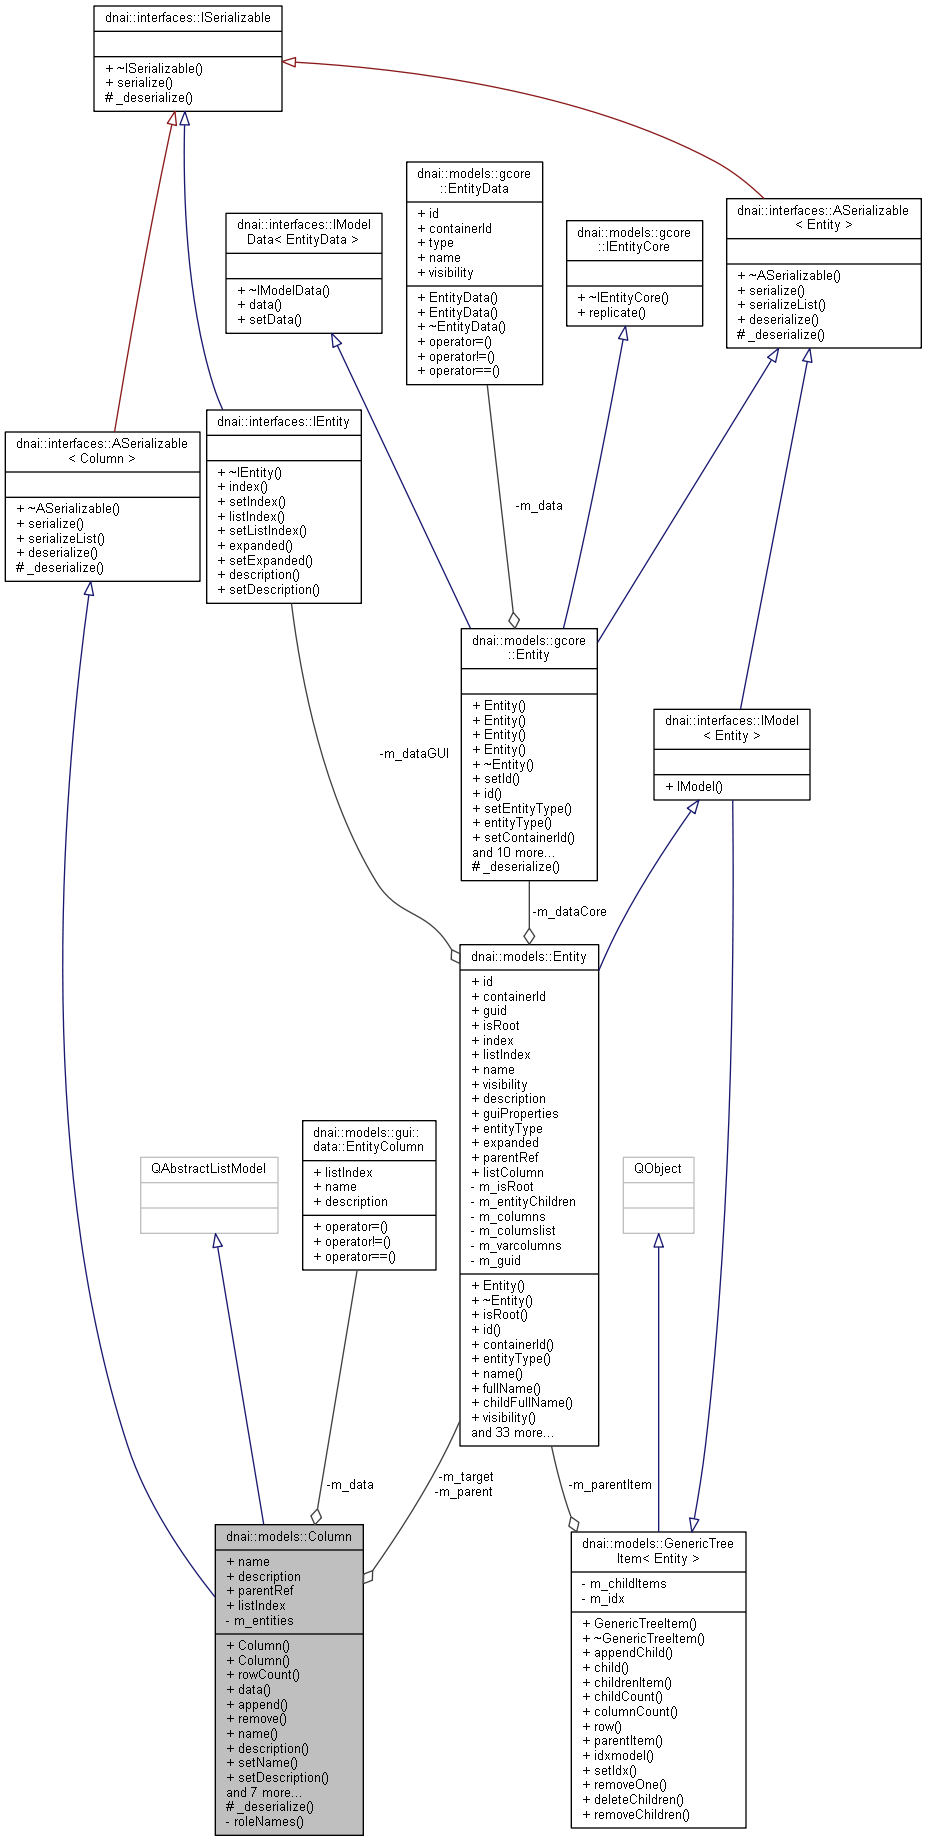 dnai::interfaces::ISerializable
+ ~ISerializable()
+ serialize()
# _deserialize()
dnai::models::gcore
::EntityData
+ id
+ containerId
+ type
+ name
+ visibility
+ EntityData()
+ EntityData()
+ ~EntityData()
+ operator=()
+ operator!=()
+ operator==()
dnai::interfaces::IModel
Data< EntityData >
+ ~IModelData()
+ data()
+ setData()
dnai::models::gcore
::IEntityCore
+ ~IEntityCore()
+ replicate()
dnai::interfaces::ASerializable
< Entity >
+ ~ASerializable()
+ serialize()
+ serializeList()
+ deserialize()
# _deserialize()
dnai::interfaces::ASerializable
< Column >
+ ~ASerializable()
+ serialize()
+ serializeList()
+ deserialize()
# _deserialize()
dnai::interfaces::IEntity
+ ~IEntity()
+ index()
+ setIndex()
+ listIndex()
+ setListIndex()
+ expanded()
+ setExpanded()
+ description()
+ setDescription()
-m_data
dnai::models::gcore
::Entity
+ Entity()
+ Entity()
+ Entity()
+ Entity()
+ ~Entity()
+ setId()
+ id()
+ setEntityType()
+ entityType()
+ setContainerId()
and 10 more...
# _deserialize()
-m_dataGUI
dnai::interfaces::IModel
< Entity >
+ IModel()
-m_dataCore
dnai::models::Entity
+ id
+ containerId
+ guid
+ isRoot
+ index
+ listIndex
+ name
+ visibility
+ description
+ guiProperties
+ entityType
+ expanded
+ parentRef
+ listColumn
- m_isRoot
- m_entityChildren
- m_columns
- m_columslist
- m_varcolumns
- m_guid
+ Entity()
+ ~Entity()
+ isRoot()
+ id()
+ containerId()
+ entityType()
+ name()
+ fullName()
+ childFullName()
+ visibility()
and 33 more...
QAbstractListModel
dnai::models::gui::
data::EntityColumn
+ listIndex
+ name
+ description
+ operator=()
+ operator!=()
+ operator==()
QObject
-m_data
-m_target
-m_parent
-m_parentItem
dnai::models::Column
+ name
+ description
+ parentRef
+ listIndex
- m_entities
+ Column()
+ Column()
+ rowCount()
+ data()
+ append()
+ remove()
+ name()
+ description()
+ setName()
+ setDescription()
and 7 more...
# _deserialize()
- roleNames()
dnai::models::GenericTree
Item< Entity >
- m_childItems
- m_idx
+ GenericTreeItem()
+ ~GenericTreeItem()
+ appendChild()
+ child()
+ childrenItem()
+ childCount()
+ columnCount()
+ row()
+ parentItem()
+ idxmodel()
+ setIdx()
+ removeOne()
+ deleteChildren()
+ removeChildren()